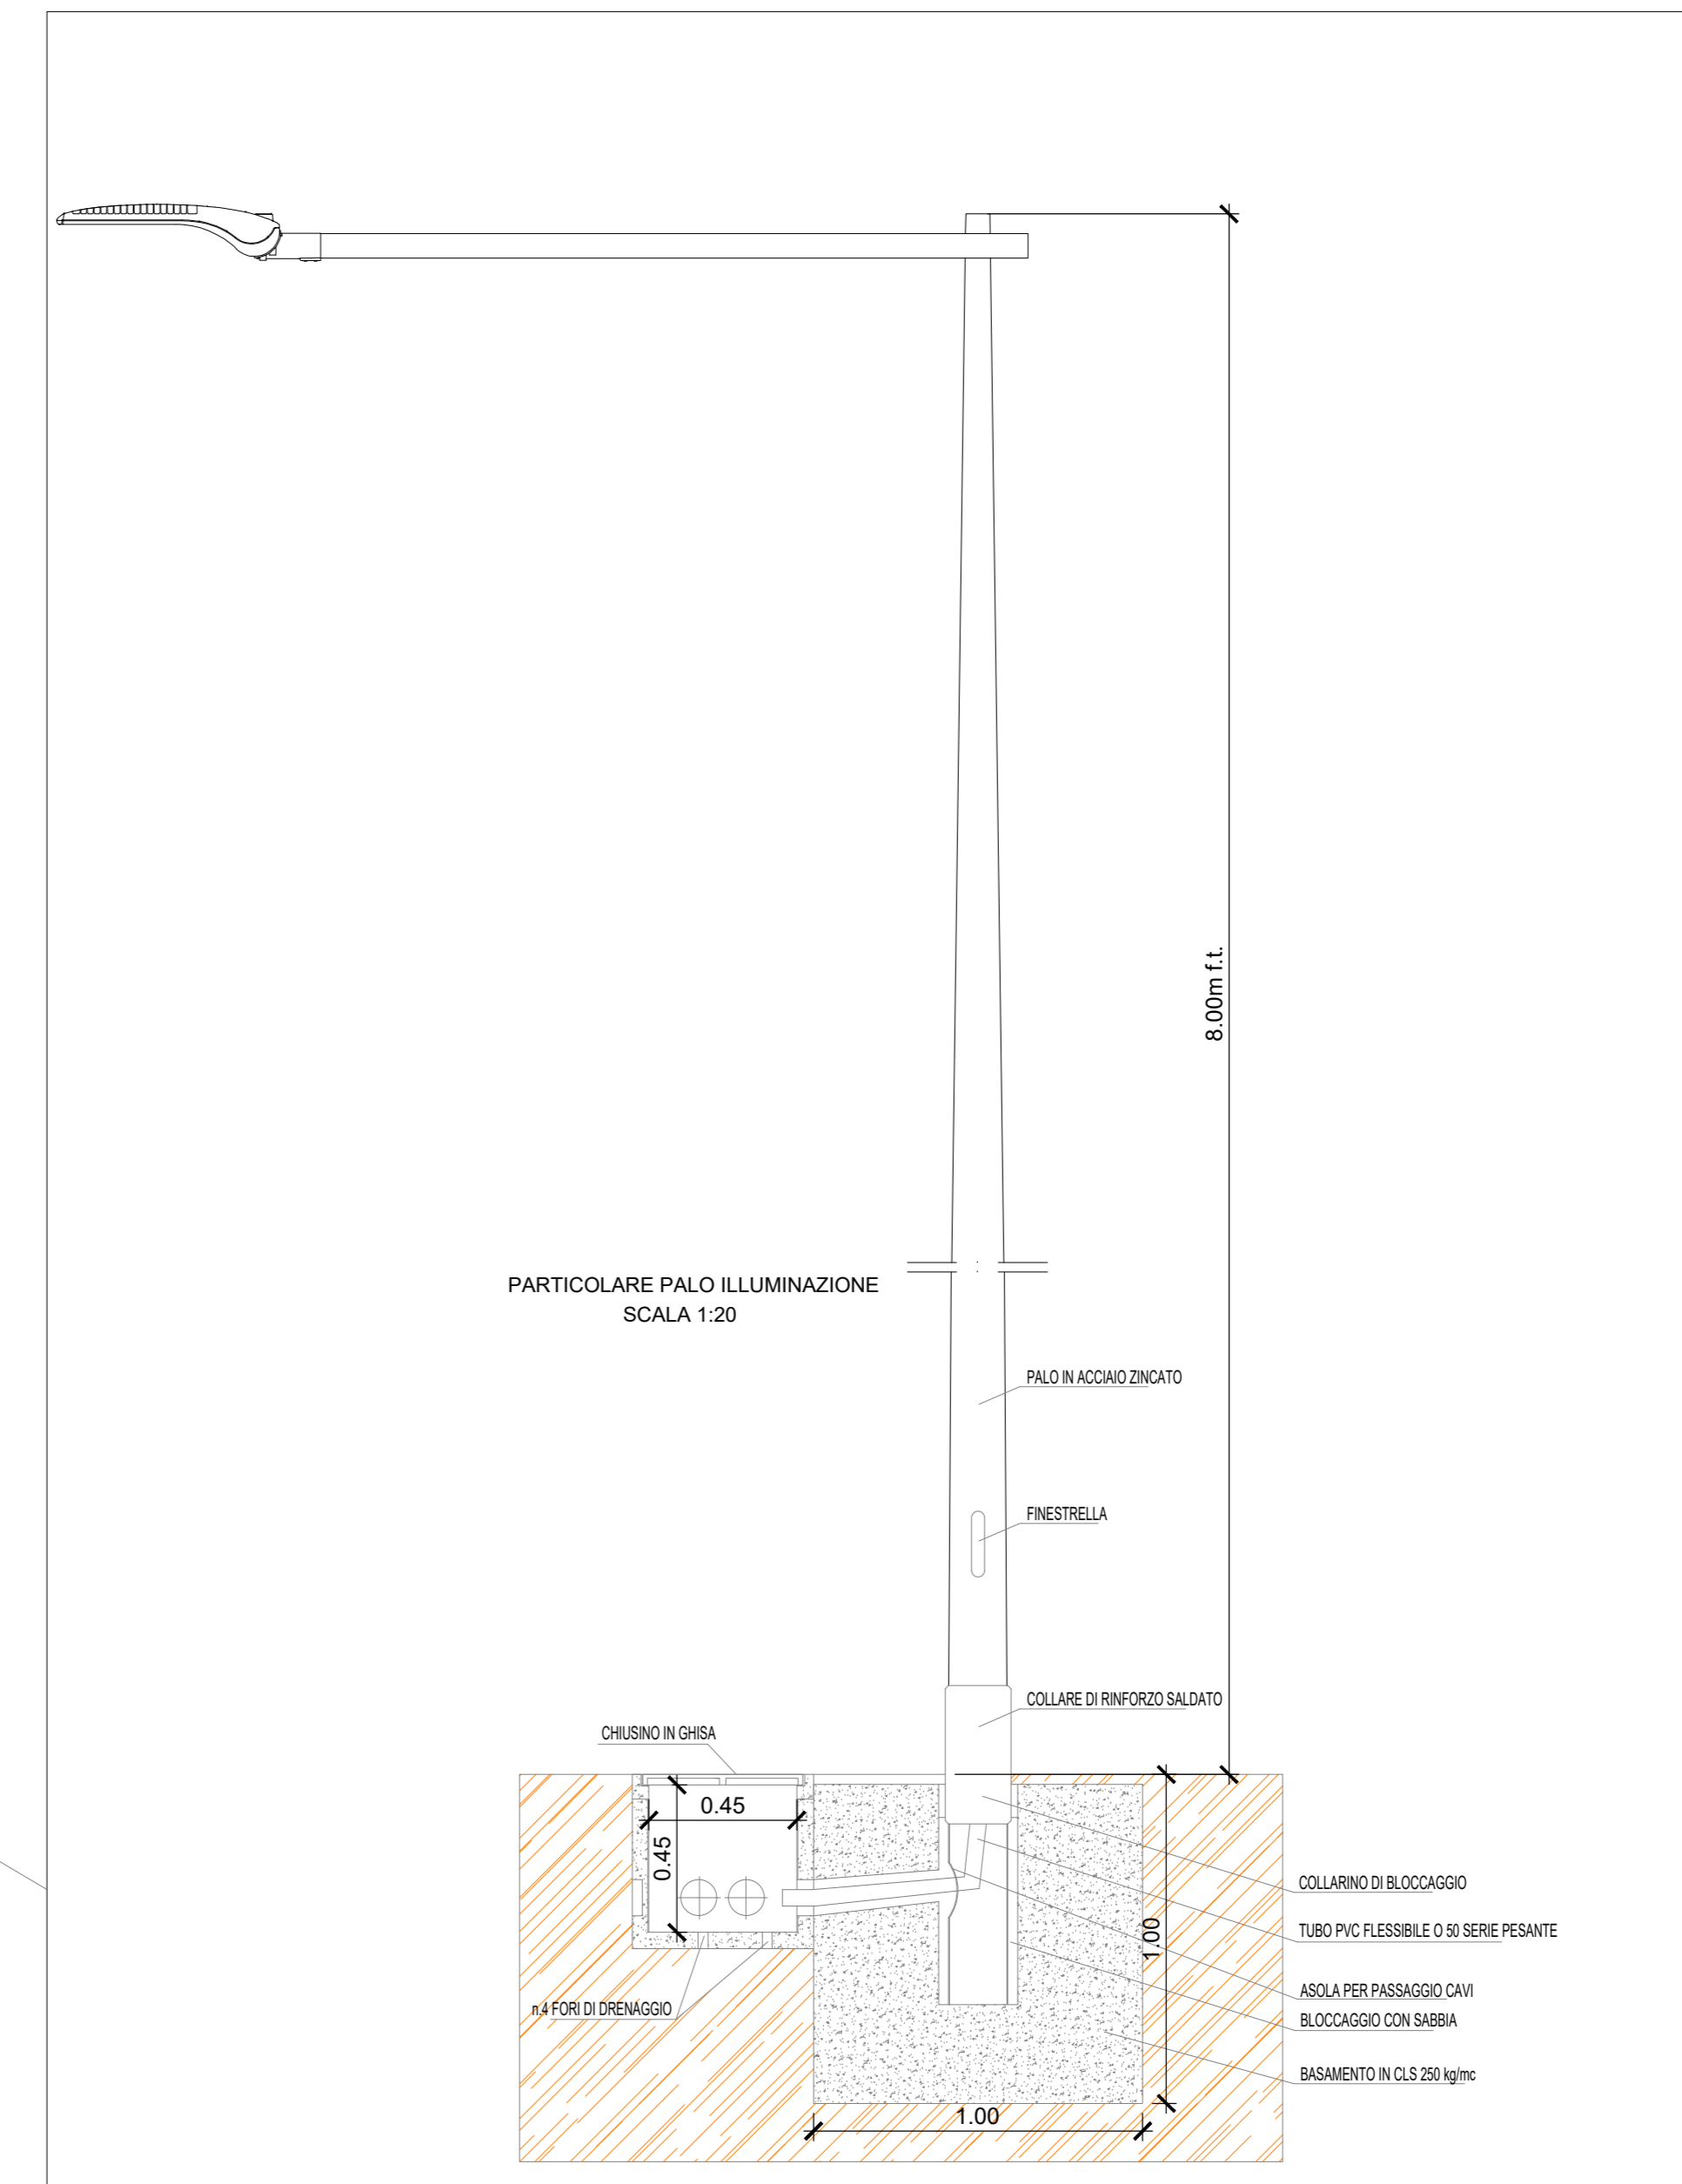 8.00m f.t.
PARTICOLARE PALO ILLUMINAZIONE
SCALA 1:20
PALO IN ACCIAIO ZINCATO
FINESTRELLA
COLLARE DI RINFORZO SALDATO
CHIUSINO IN GHISA
0.45
0.45
COLLARINO DI BLOCCAGGIO
TUBO PVC FLESSIBILE O 50 SERIE PESANTE
1.00
ASOLA PER PASSAGGIO CAVI
n.4 FORI DI DRENAGGIO
BLOCCAGGIO CON SABBIA
BASAMENTO IN CLS 250 kg/mc
1.00